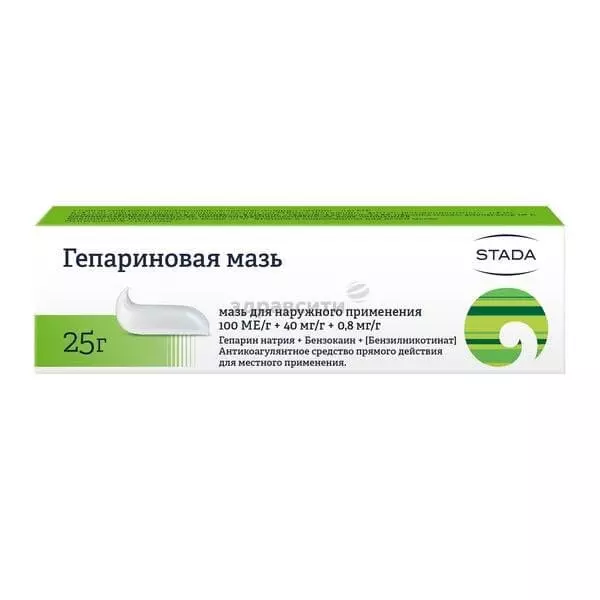 Гепариновая мазь
STADA
здравсити
мазь для наружного применения
100 МЕ/г + 40 мг/г + 0,8 мг/г
25г
Гепарин натрия + Бензокаин + [Бензилникотинат]
Антикоагулянтное средство прямого действия
для местного применения.